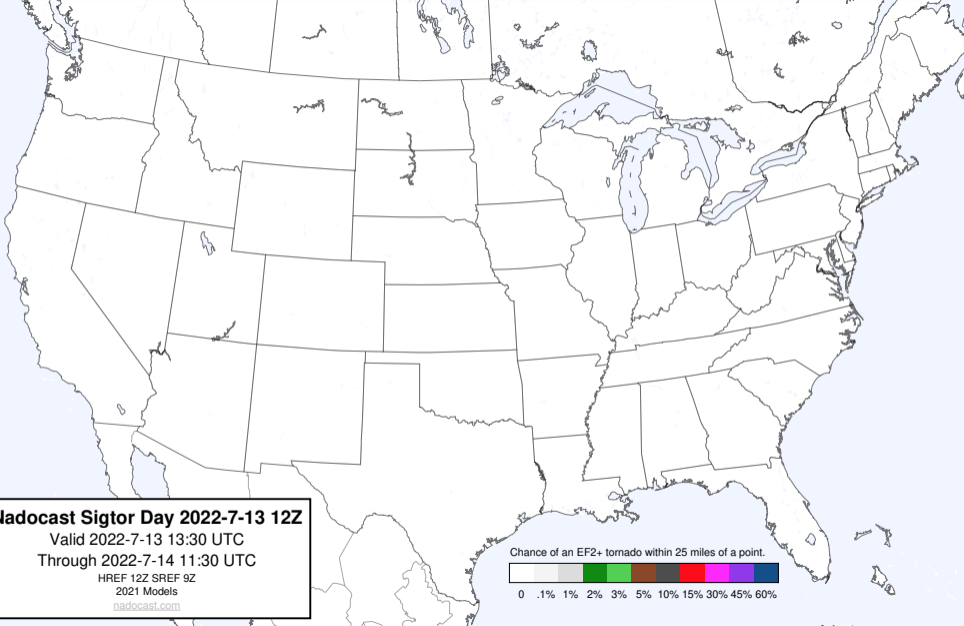 Nadocast Sigtor Day 2022-7-13 12Z
Valid 2022-7-13 13:30 UTC
Through 2022-7-14 11:30 UTC
HREF 12Z SREF 9Z
2021 Models
nadocast.com
Chance of an EF2+ tornado within 25 miles of a point.
0 .1% 1% 2% 3% 5% 10% 15% 30% 45% 60%